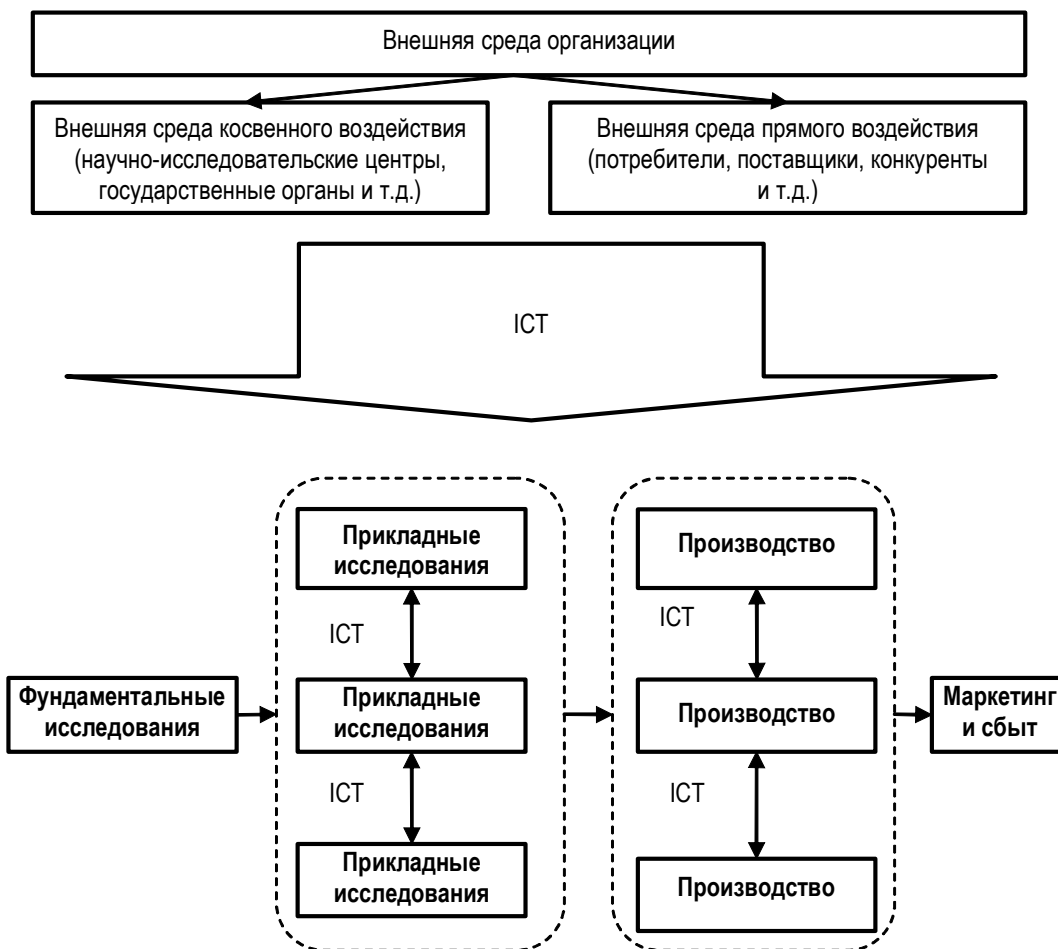 Внешняя среда организации
Внешняя среда косвенного воздействия
(научно-исследовательские центры,
государственные органы и т.д.)
Внешняя среда прямого воздействия
(потребители, поставщики, конкуренты
и т.д.)
ICT
Прикладные
исследования
Производство
ICT
ICT
Фундаментальные
исследования
Прикладные
исследования
Производство
Маркетинг
и сбыт
ICT
ICT
Прикладные
исследования
Производство